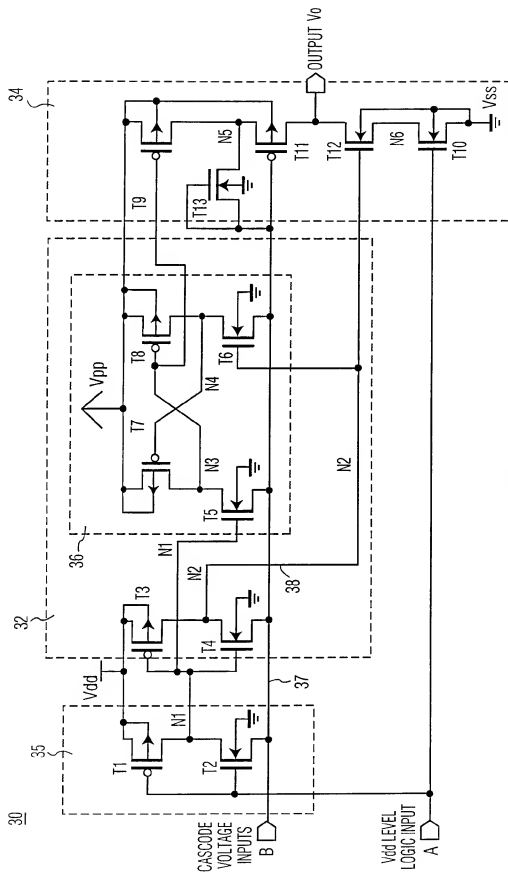 30
35
32
36
34
Vdd
Vpp
T1
T2
N1
T3
T4
N1
N2
T5
N3
T7
N4
T8
T6
T9
T13
N5
T11
T12
N6
T10
Vss
OUTPUT Vo
N2
38
37
CASCODE
VOLTAGE
INPUTS
B
Vdd LEVEL
LOGIC INPUT
A